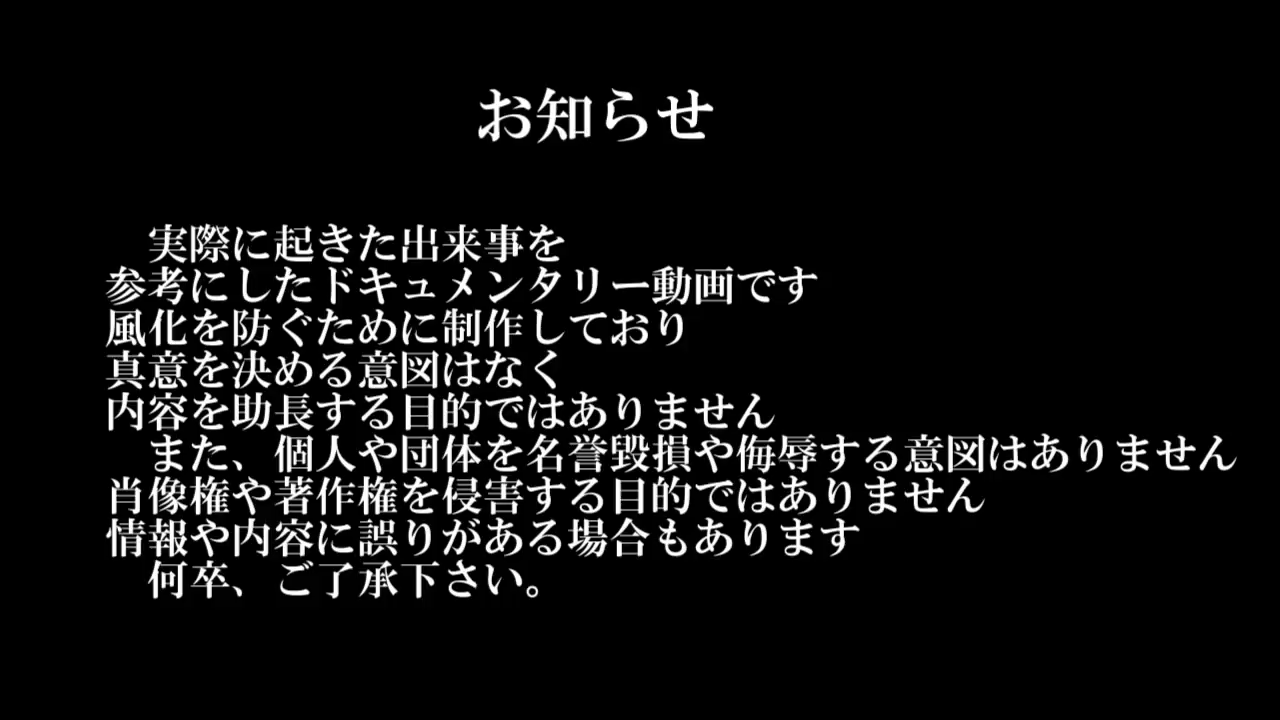 お知らせ
実際に起きた出来事を
参考にしたドキュメンタリー動画です
風化を防ぐために制作しており
真意を決める意図はなく
内容を助長する目的ではありません
また、個人や団体を名誉毀損や侮辱する意図はありません
肖像権や著作権を侵害する目的ではありません
情報や内容に誤りがある場合もあります
何卒、ご了承下さい。